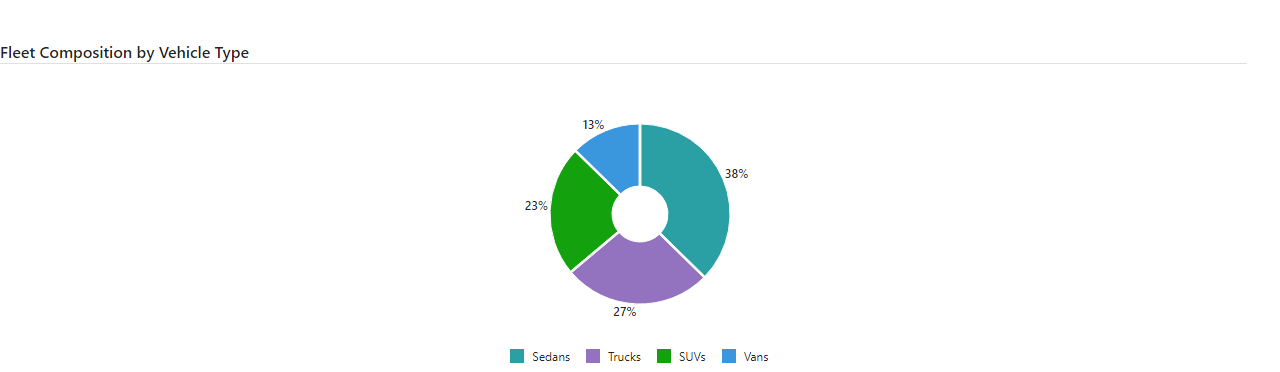 Fleet Composition by Vehicle Type
13%
38%
23%
27%
Sedans Trucks SUVs Vans